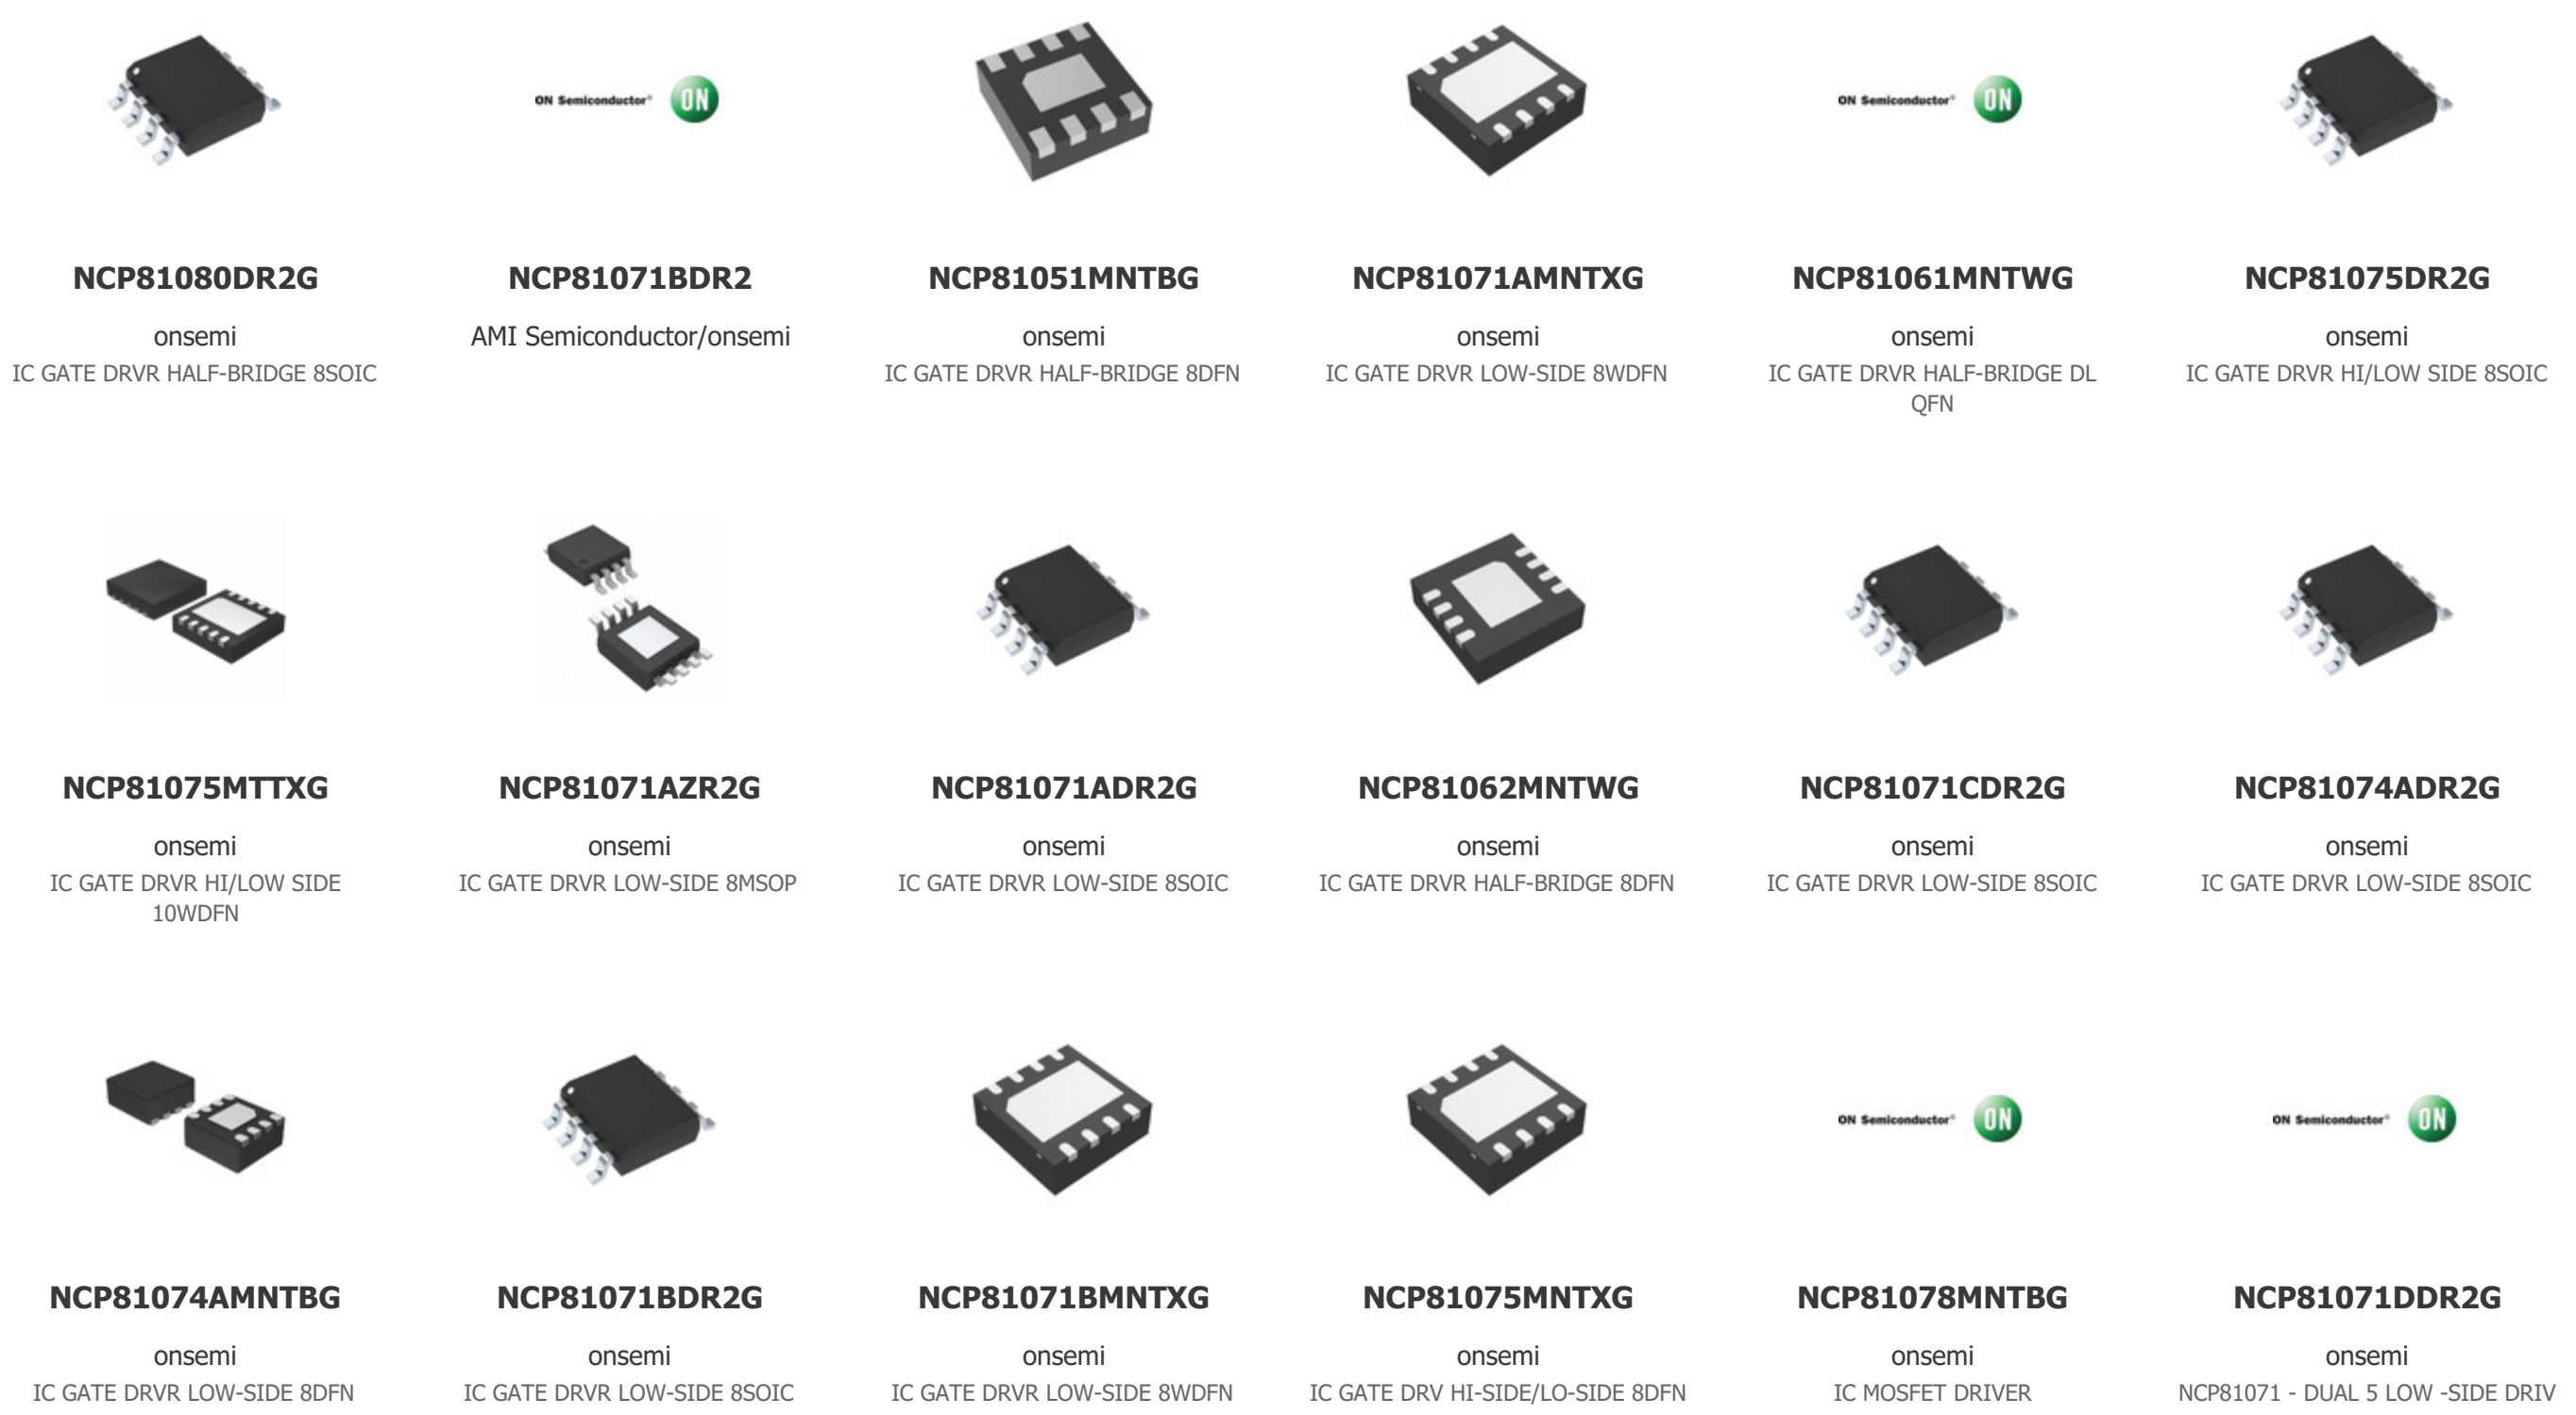 ON Semiconductor® ON
ON Semiconductor® ON
NCP81080DR2G
NCP81071BDR2
NCP81051MNTBG
NCP81071AMNTXG
NCP81061MNTWG
NCP81075DR2G
onsemi
AMI Semiconductor/onsemi
onsemi
onsemi
onsemi
onsemi
IC GATE DRVR HALF-BRIDGE 8SOIC
IC GATE DRVR HALF-BRIDGE 8DFN
IC GATE DRVR LOW-SIDE 8WDFN
IC GATE DRVR HALF-BRIDGE DL
QFN
IC GATE DRVR HI/LOW SIDE 8SOIC
NCP81075MTTXG
NCP81071AZR2G
NCP81071ADR2G
NCP81062MNTWG
NCP81071CDR2G
NCP81074ADR2G
onsemi
onsemi
onsemi
onsemi
onsemi
onsemi
IC GATE DRVR HI/LOW SIDE
10WDFN
IC GATE DRVR LOW-SIDE 8MSOP
IC GATE DRVR LOW-SIDE 8SOIC
IC GATE DRVR HALF-BRIDGE 8DFN
IC GATE DRVR LOW-SIDE 8SOIC
IC GATE DRVR LOW-SIDE 8SOIC
ON Semiconductor® ON
ON Semiconductor® ON
NCP81074AMNTBG
NCP81071BDR2G
NCP81071BMNTXG
NCP81075MNTXG
NCP81078MNTBG
NCP81071DDR2G
onsemi
onsemi
onsemi
onsemi
onsemi
onsemi
IC GATE DRVR LOW-SIDE 8DFN
IC GATE DRVR LOW-SIDE 8SOIC
IC GATE DRVR LOW-SIDE 8WDFN
IC GATE DRV HI-SIDE/LO-SIDE 8DFN
IC MOSFET DRIVER
NCP81071 - DUAL 5 LOW -SIDE DRIV